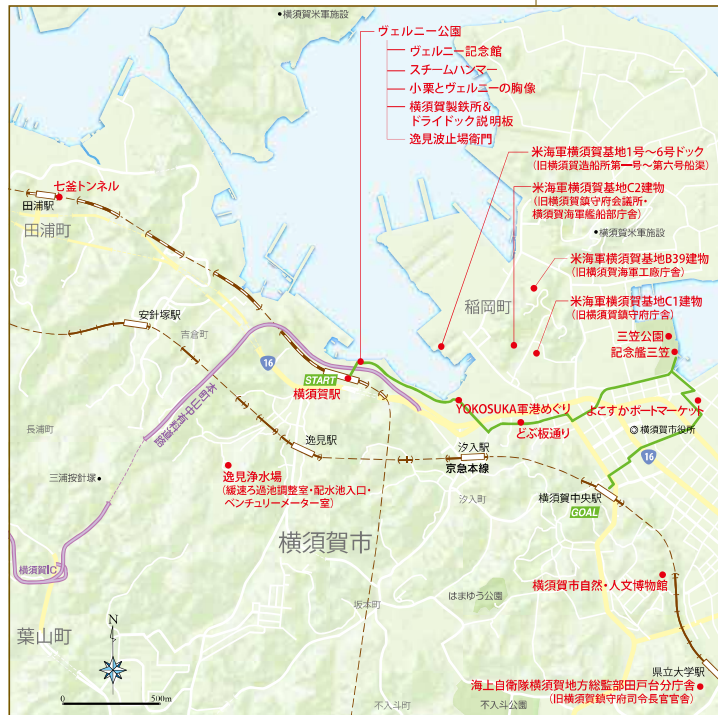 横須賀米軍施設
ヴェルニー公園
ヴェルニー記念館
スチームハンマー
小栗とヴェルニーの胸像
横須賀製鉄所&
ドライドック説明板
逸見波止場衛門
米海軍横須賀基地1号〜6号ドック
(旧横須賀造船所第一号〜第六号船渠)
米海軍横須賀基地C2建物
(旧横須賀鎮守府会議所・
横須賀海軍艦船部庁舎)
横須賀米軍施設
米海軍横須賀基地B39建物
(旧横須賀海軍工廠庁舎)
米海軍横須賀基地C1建物
(旧横須賀鎮守府庁舎)
稲岡町
三笠公園
記念艦三笠
七釜トンネル
田浦駅
田浦町
安針塚駅
吉倉町
16
START
横須賀駅
YOKOSUKA軍港めぐり
どぶ板通り
よこすかポートマーケット
横須賀市役所
16
本町山中有料道路
長浦町
逸見駅
汐入駅
京急本線
三浦按針塚
逸見浄水場
(緩速ろ過池調整室・配水池入口・
ベンチュリーメーター室)
汐入町
横須賀中央駅
GOAL
横須賀市
横須賀IC
横須賀市自然・人文博物館
はまゆう公園
坂本町
葉山町
N
0 500m
県立大学駅
海上自衛隊横須賀地方総監部田戸台分庁舎
(旧横須賀鎮守府司令長官官舎)
不入斗町
不入斗公園